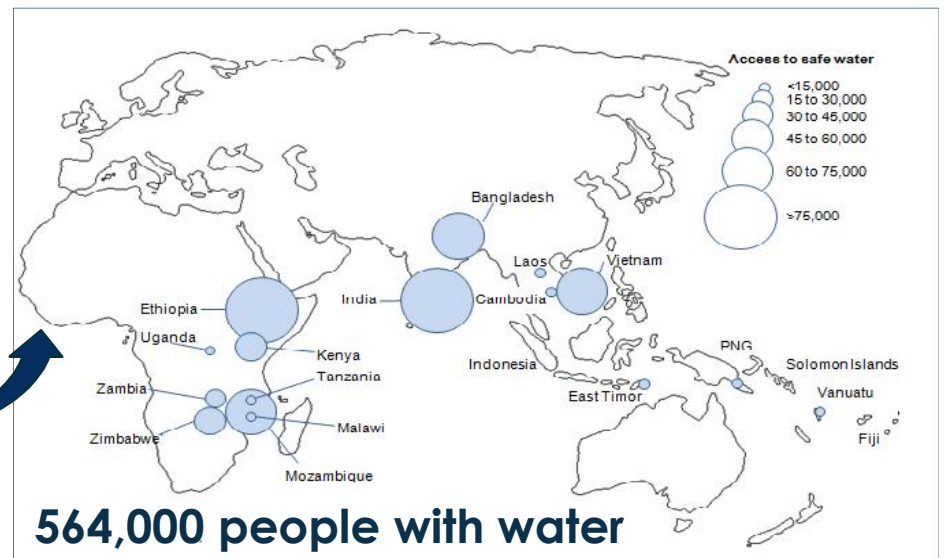 Access to safe water
<15,000
15 to 30,000
30 to 45,000
45 to 60,000
60 to 75,000
>75,000
Bangladesh
Laos
Vietnam
Ethiopia
India
Cambodia
Uganda
Kenya
Indonesia
PNG
Solomon Islands
Zambia
Tanzania
East Timor
Vanuatu
Zimbabwe
Malawi
Fiji
Mozambique
564,000 people with water